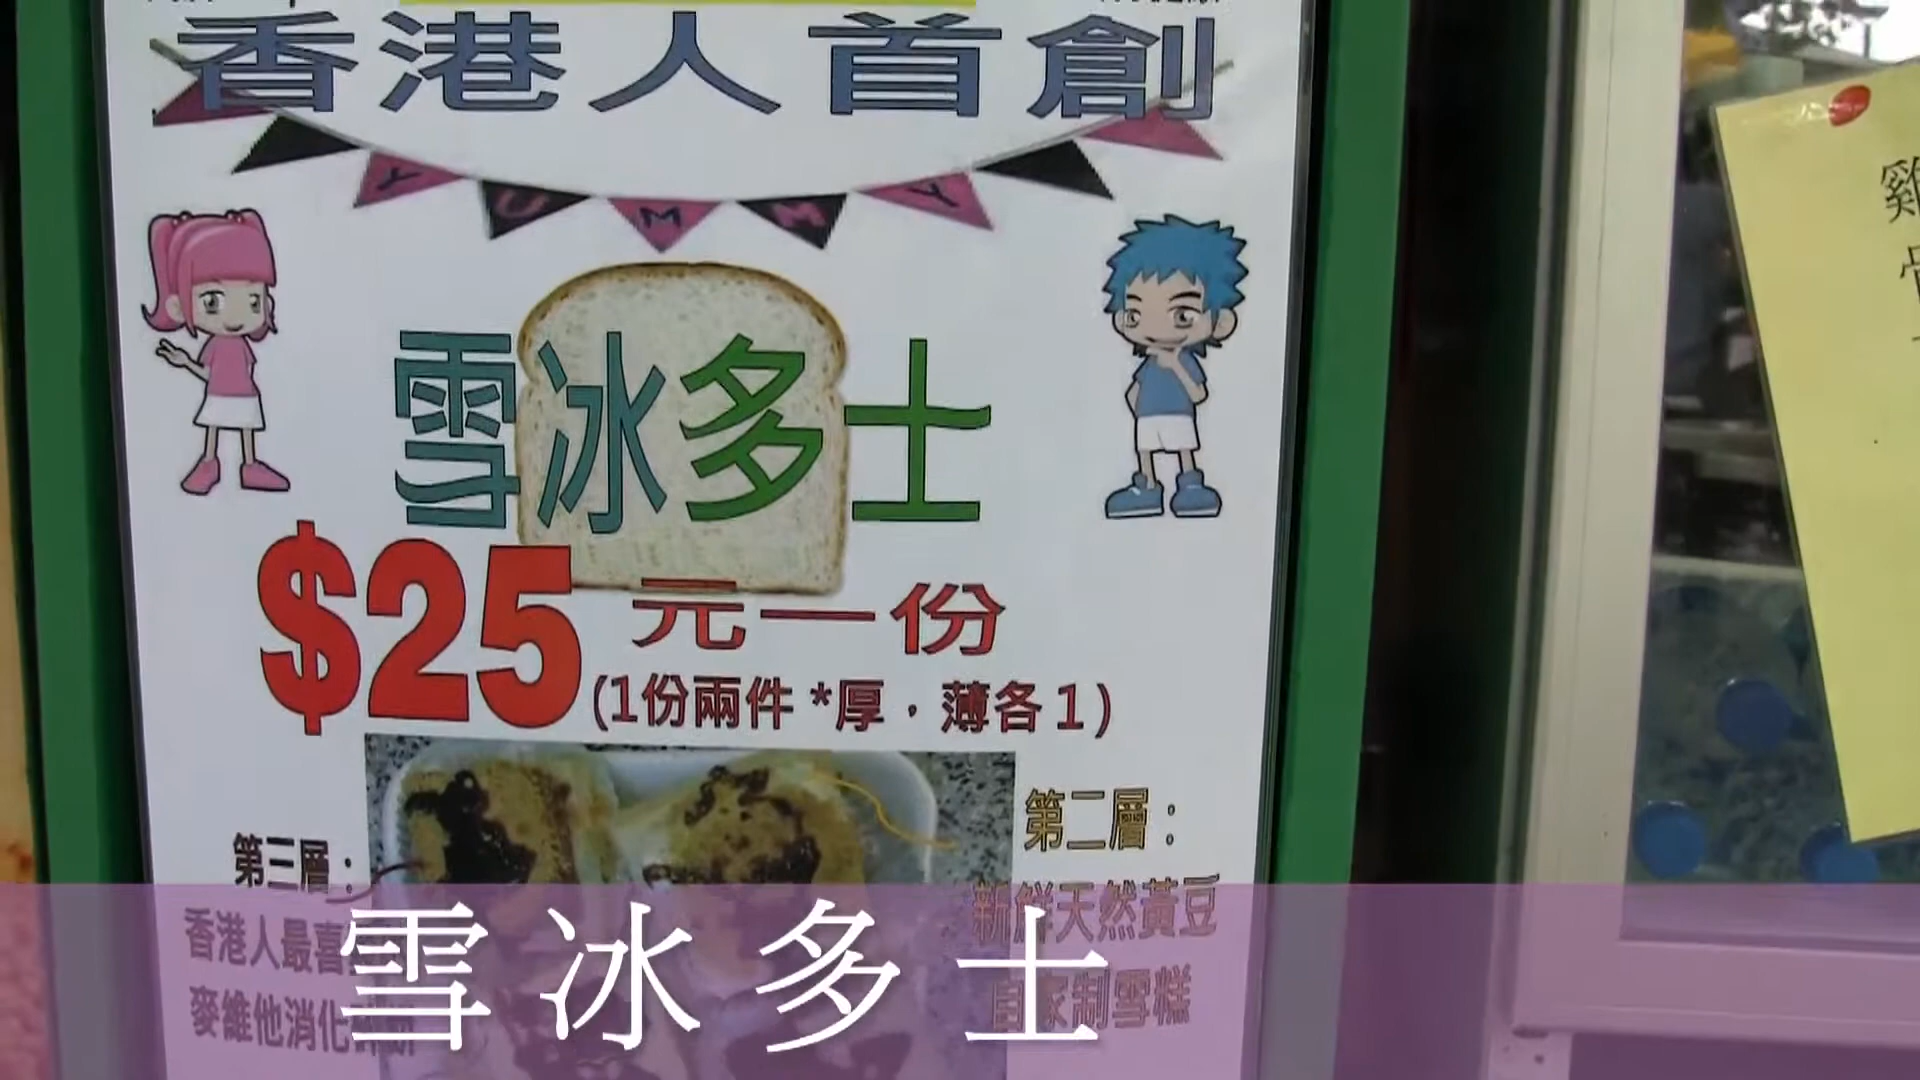 香港人首創
YUMMY
雪冰多士
$25元一份
(1份兩件 *厚，薄各1)
第二層：
新鮮天然黃豆
自家制雪糕
第三層：
香港人最喜
麥維他消化
雪冰多士
雞